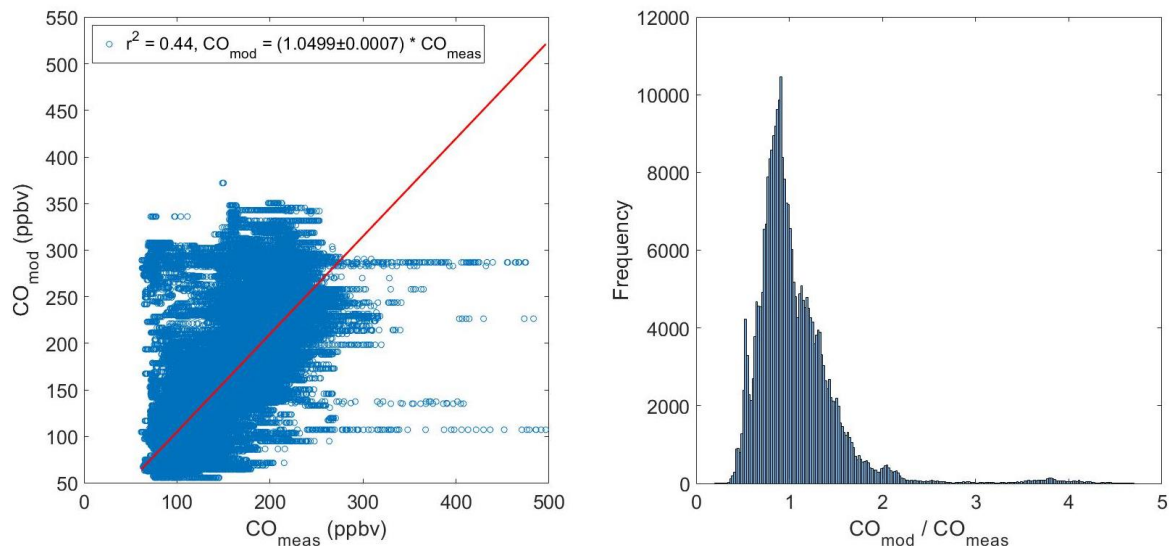 r² = 0.44, CO_mod = (1.0499±0.0007) * CO_meas
550
500
450
400
350
300
250
200
150
100
50
CO_mod (ppbv)
0 100 200 300 400 500
CO_meas (ppbv)
12000
10000
8000
6000
4000
2000
0
Frequency
0 1 2 3 4 5
CO_mod / CO_meas